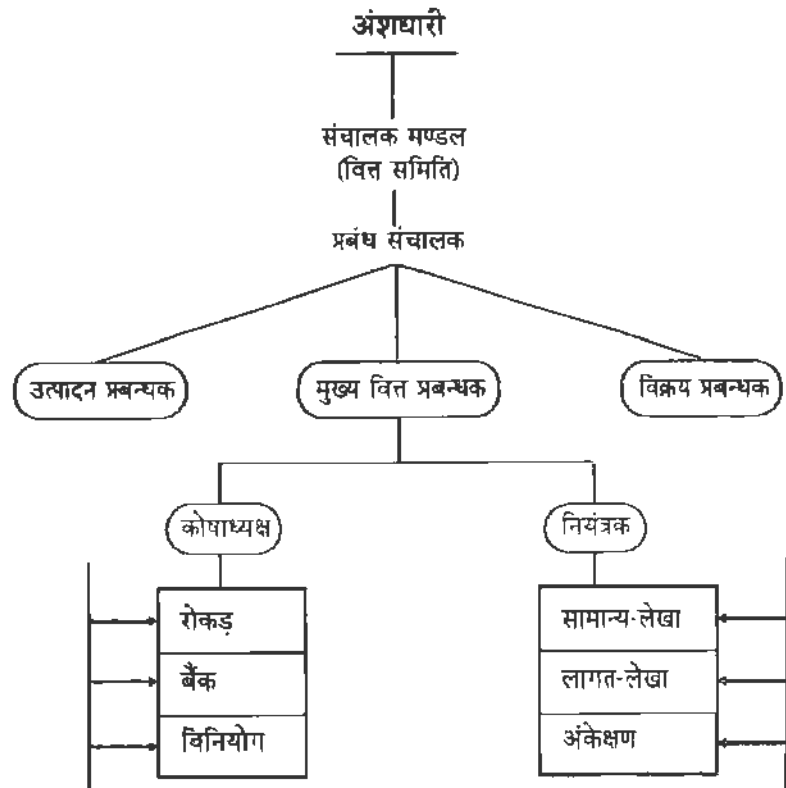 अंशधारी
संचालक मण्डल
(वित्त समिति)
प्रबंध संचालक
उत्पादन प्रबन्धक
मुख्य वित्त प्रबन्धक
विक्रय प्रबन्धक
कोषाध्यक्ष
नियंत्रक
रोकड़
बैंक
विनियोग
सामान्य-लेखा
लागत-लेखा
अंकेक्षण